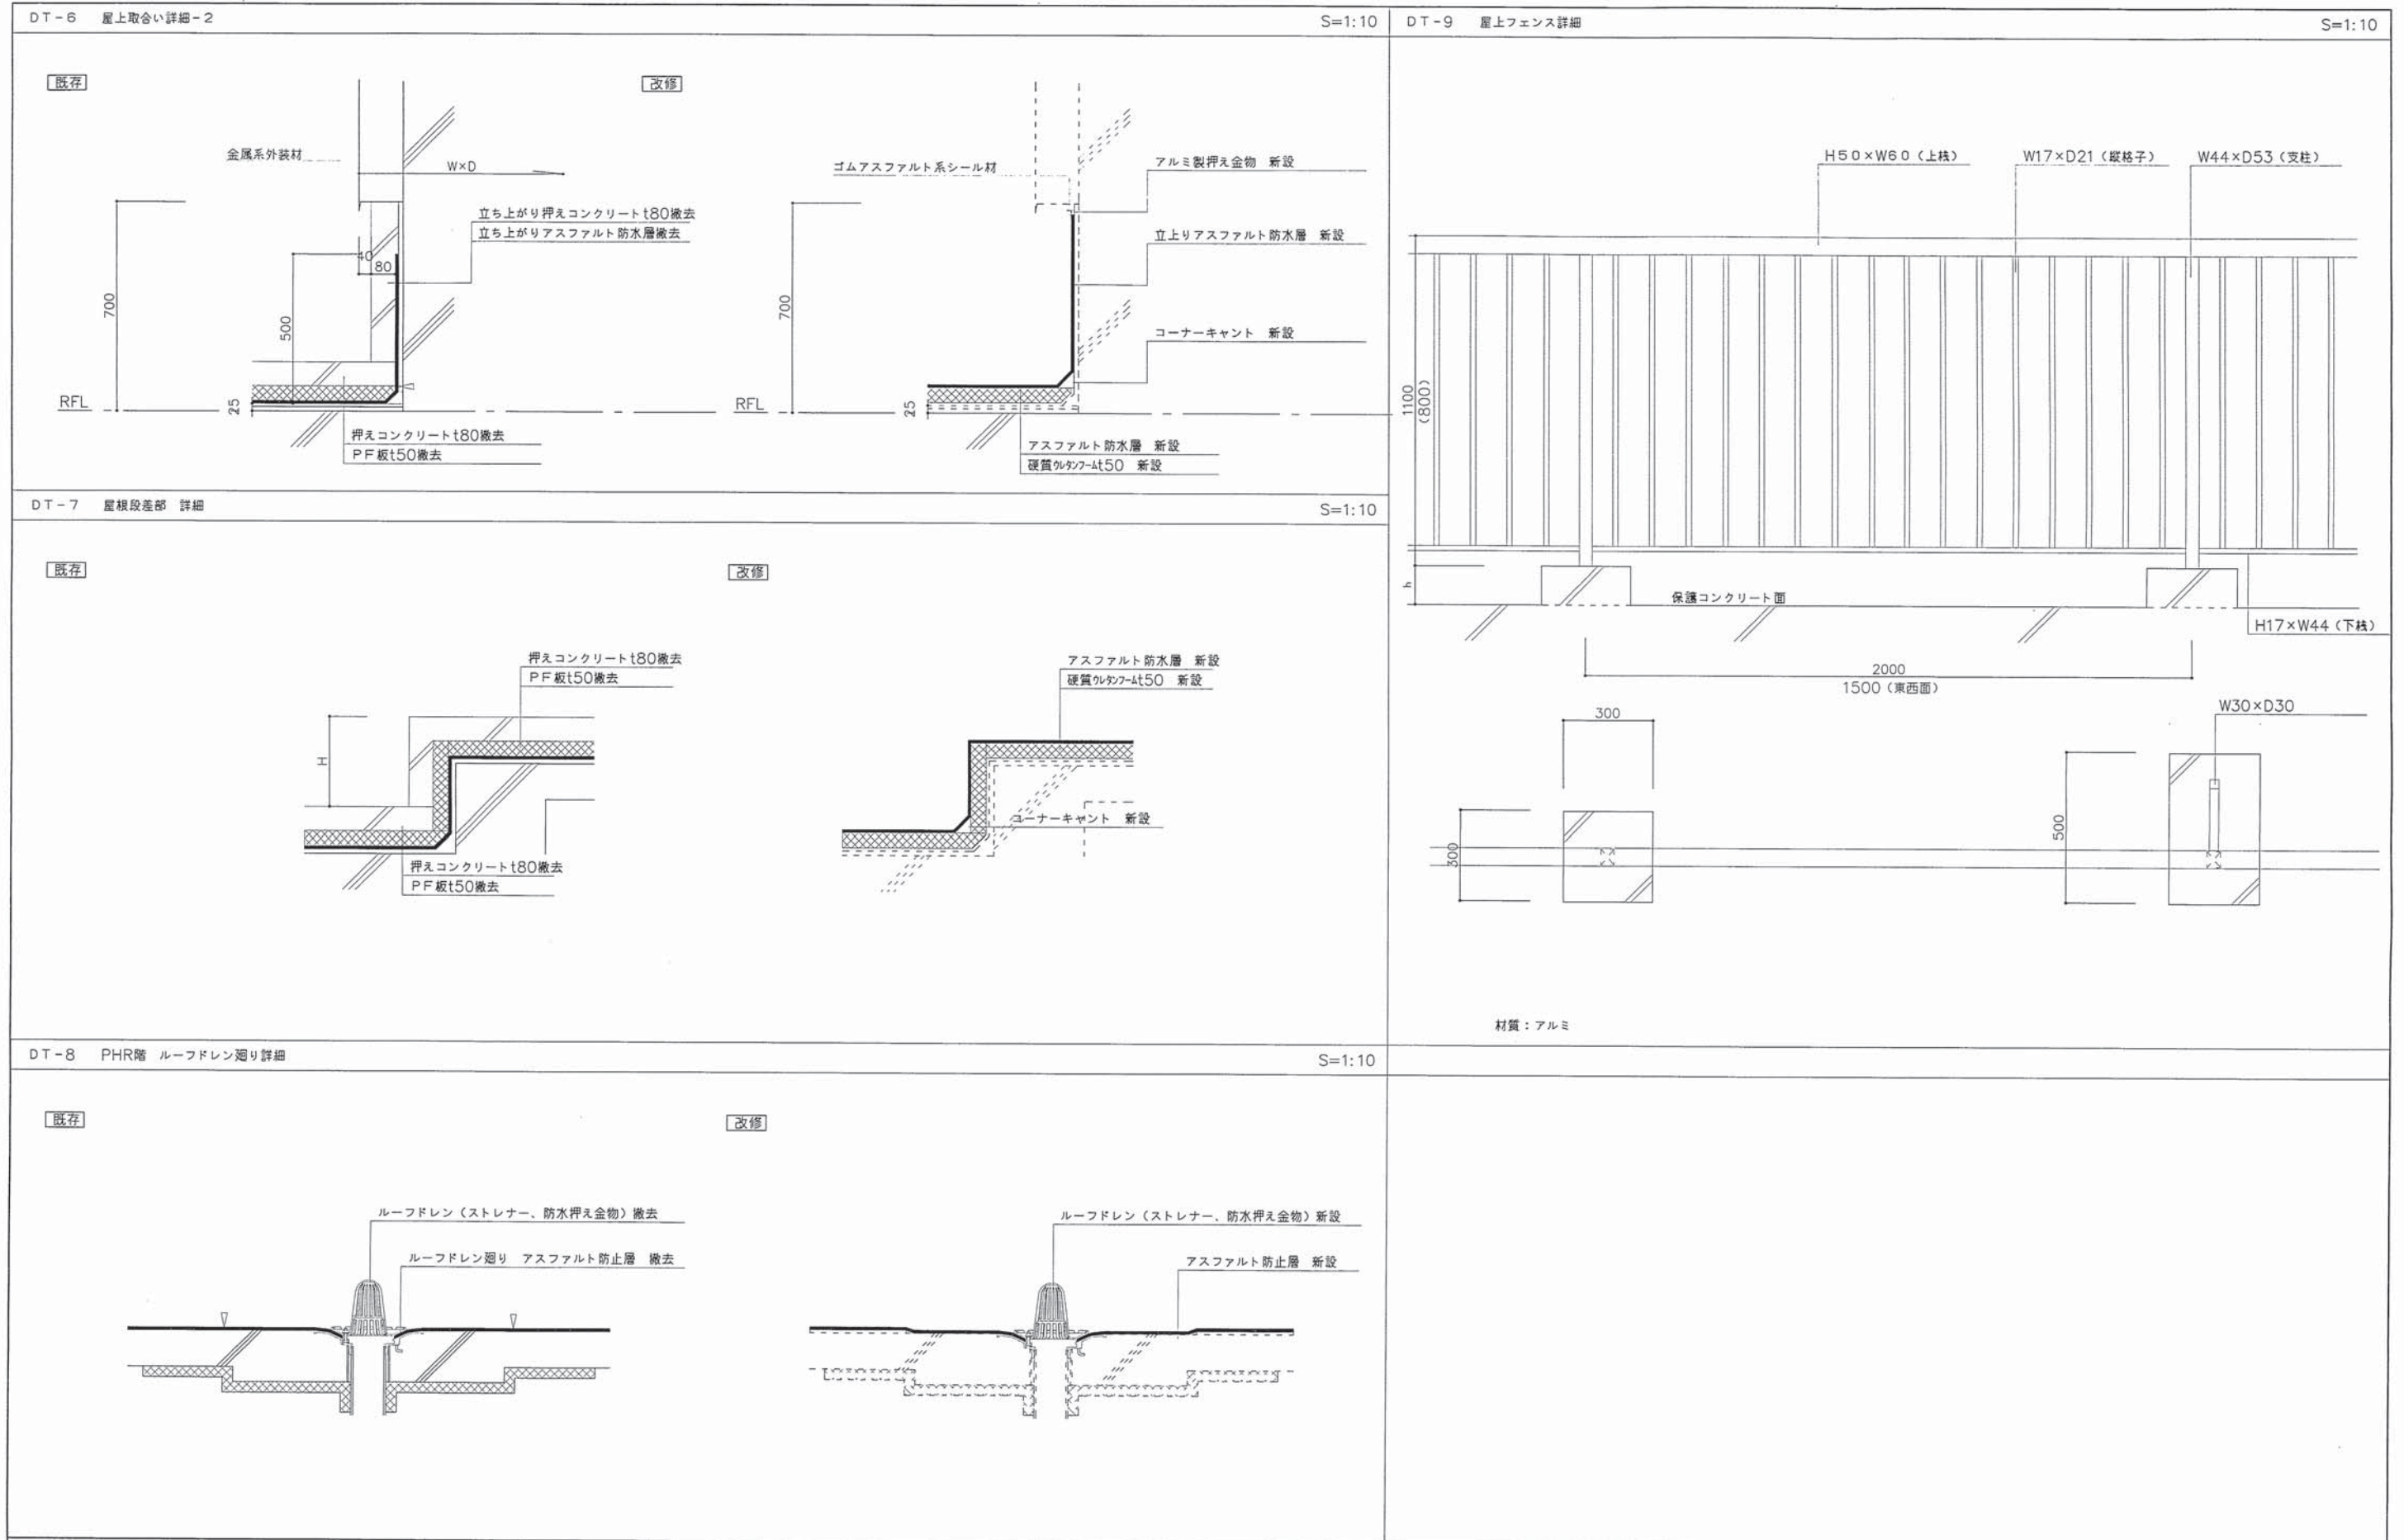 DT-6 屋上取合い詳細-2 S=1:10
既存
金属系外装材
W×D
立ち上がり押えコンクリートt80撤去
立ち上がりアスファルト防水層撤去
40
80
700
500
RFL
25
押えコンクリートt80撤去
PF板t50撤去
改修
ゴムアスファルト系シール材
アルミ製押え金物 新設
立上りアスファルト防水層 新設
コーナーキャント 新設
700
RFL
25
アスファルト防水層 新設
硬質ウレタンフームt50 新設
DT-7 屋根段差部 詳細 S=1:10
既存
押えコンクリートt80撤去
PF板t50撤去
H
押えコンクリートt80撤去
PF板t50撤去
改修
アスファルト防水層 新設
硬質ウレタンフームt50 新設
コーナーキャント 新設
DT-8 PHR階 ルーフドレン廻り詳細 S=1:10
既存
ルーフドレン(ストレナー、防水押え金物)撤去
ルーフドレン廻り アスファルト防止層 撤去
改修
ルーフドレン(ストレナー、防水押え金物)新設
アスファルト防止層 新設
DT-9 屋上フェンス詳細 S=1:10
H50×W60(上桟)
W17×D21(縦格子)
W44×D53(支柱)
1100
(800)
h
保護コンクリート面
H17×W44(下桟)
2000
1500(東西面)
300
W30×D30
300
500
材質:アルミ